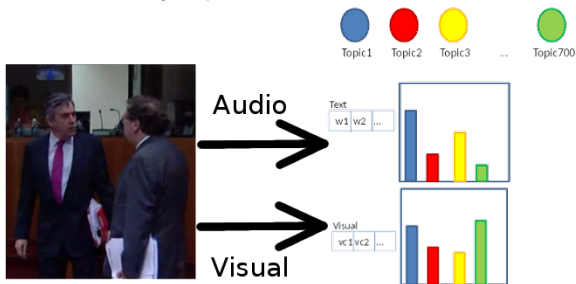 Topic1 Topic2 Topic3 ... Topic700
Audio
Text
w1 w2 ...
Visual
vc1 vc2 ...
Visual